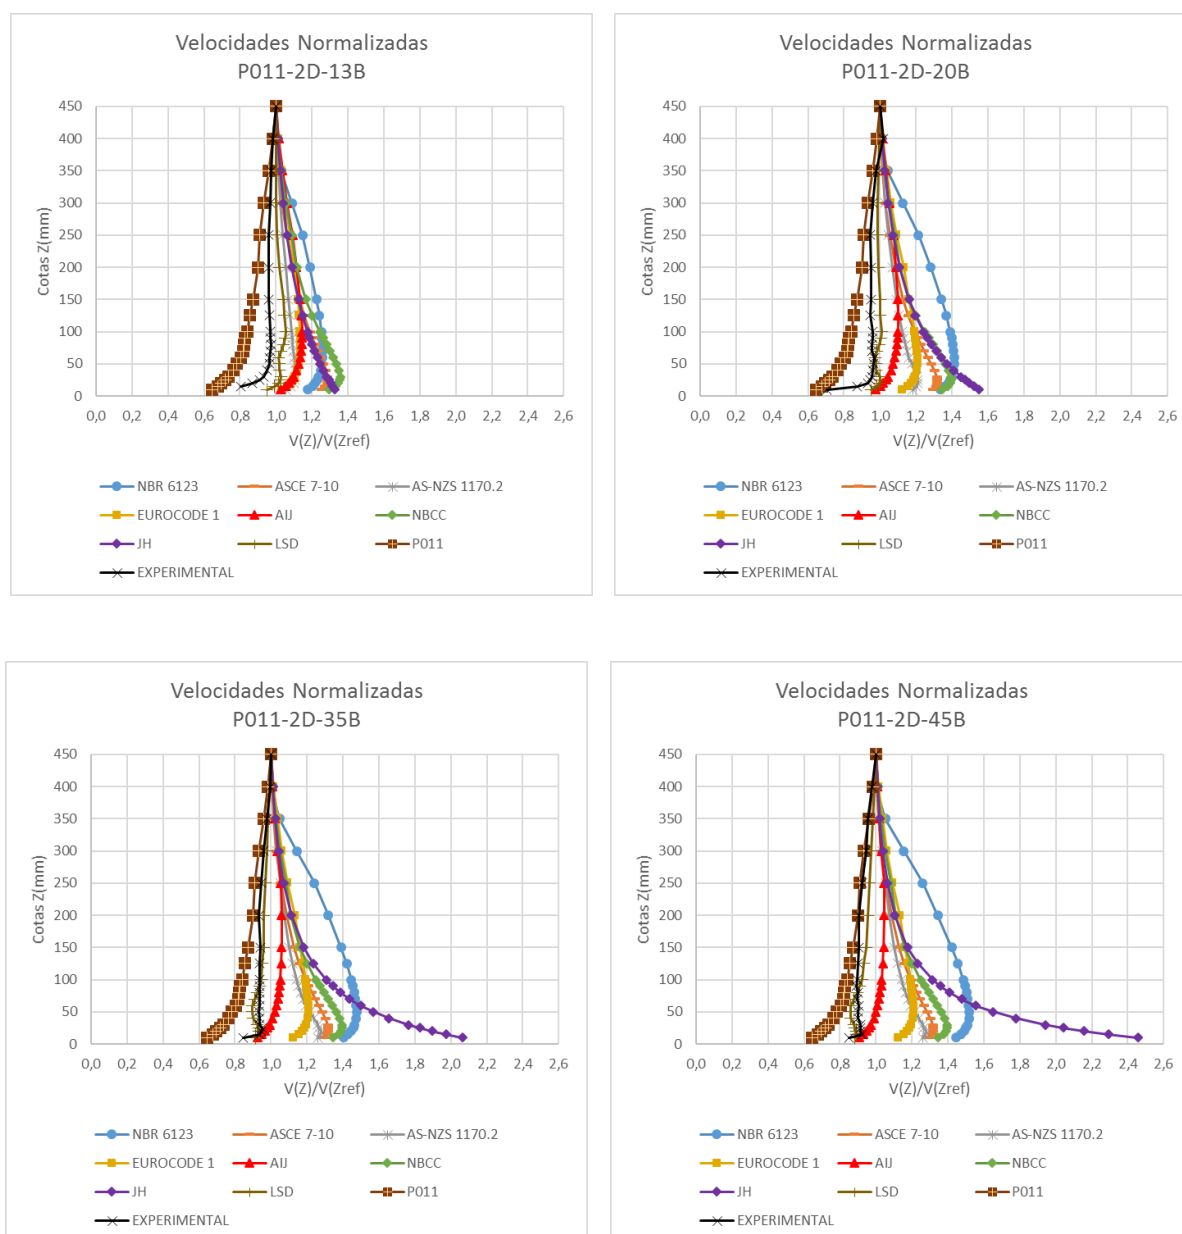 Velocidades Normalizadas
P011-2D-13B
Cotas Z(mm)
450
400
350
300
250
200
150
100
50
0
0,0 0,2 0,4 0,6 0,8 1,0 1,2 1,4 1,6 1,8 2,0 2,2 2,4 2,6
V(Z)/V(Zref)
NBR 6123 ASCE 7-10 AS-NZS 1170.2
EUROCODE 1 AIJ NBCC
JH LSD P011
EXPERIMENTAL
Velocidades Normalizadas
P011-2D-20B
Cotas Z(mm)
450
400
350
300
250
200
150
100
50
0
0,0 0,2 0,4 0,6 0,8 1,0 1,2 1,4 1,6 1,8 2,0 2,2 2,4 2,6
V(Z)/V(Zref)
NBR 6123 ASCE 7-10 AS-NZS 1170.2
EUROCODE 1 AIJ NBCC
JH LSD P011
EXPERIMENTAL
Velocidades Normalizadas
P011-2D-35B
Cotas Z(mm)
450
400
350
300
250
200
150
100
50
0
0,0 0,2 0,4 0,6 0,8 1,0 1,2 1,4 1,6 1,8 2,0 2,2 2,4 2,6
V(Z)/V(Zref)
NBR 6123 ASCE 7-10 AS-NZS 1170.2
EUROCODE 1 AIJ NBCC
JH LSD P011
EXPERIMENTAL
Velocidades Normalizadas
P011-2D-45B
Cotas Z(mm)
450
400
350
300
250
200
150
100
50
0
0,0 0,2 0,4 0,6 0,8 1,0 1,2 1,4 1,6 1,8 2,0 2,2 2,4 2,6
V(Z)/V(Zref)
NBR 6123 ASCE 7-10 AS-NZS 1170.2
EUROCODE 1 AIJ NBCC
JH LSD P011
EXPERIMENTAL